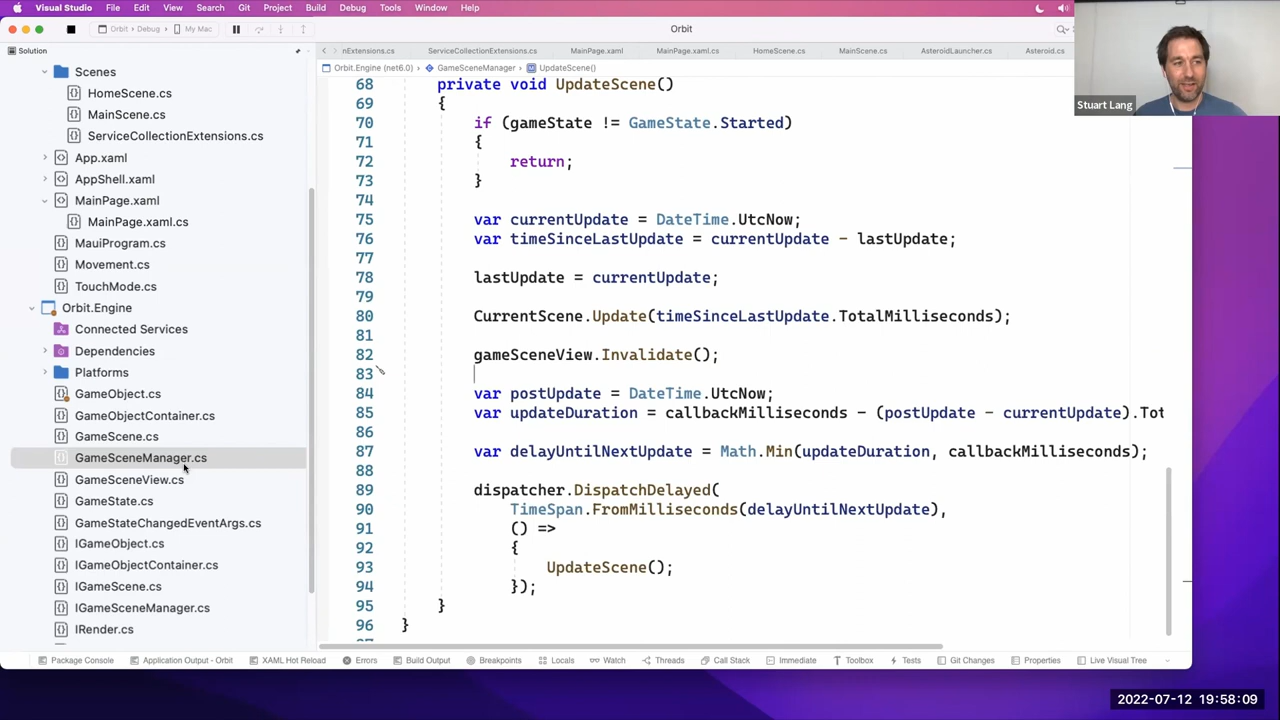 Visual Studio File Edit View Search Git Project Build Debug Tools Window Help
Orbit › Debug › My Mac
Orbit
Solution
nExtensions.cs ServiceCollectionExtensions.cs MainPage.xaml MainPage.xaml.cs HomeScene.cs MainScene.cs AsteroidLauncher.cs Asteroid.cs
Orbit.Engine (net6.0) GameSceneManager UpdateScene()
Scenes
HomeScene.cs
MainScene.cs
ServiceCollectionExtensions.cs
App.xaml
AppShell.xaml
MainPage.xaml
MainPage.xaml.cs
MauiProgram.cs
Movement.cs
TouchMode.cs
Orbit.Engine
Connected Services
Dependencies
Platforms
GameObject.cs
GameObjectContainer.cs
GameScene.cs
GameSceneManager.cs
GameSceneView.cs
GameState.cs
GameStateChangedEventArgs.cs
IGameObject.cs
IGameObjectContainer.cs
IGameScene.cs
IGameSceneManager.cs
IRender.cs
68 private void UpdateScene()
69 {
70 if (gameState != GameState.Started)
71 {
72 return;
73 }
74
75 var currentUpdate = DateTime.UtcNow;
76 var timeSinceLastUpdate = currentUpdate - lastUpdate;
77
78 lastUpdate = currentUpdate;
79
80 CurrentScene.Update(timeSinceLastUpdate.TotalMilliseconds);
81
82 gameSceneView.Invalidate();
83
84 var postUpdate = DateTime.UtcNow;
85 var updateDuration = callbackMilliseconds - (postUpdate - currentUpdate).Tot
86
87 var delayUntilNextUpdate = Math.Min(updateDuration, callbackMilliseconds);
88
89 dispatcher.DispatchDelayed(
90 TimeSpan.FromMilliseconds(delayUntilNextUpdate),
91 () =>
92 {
93 UpdateScene();
94 });
95 }
96 }
Package Console Application Output - Orbit XAML Hot Reload Errors Build Output Breakpoints Locals Watch Threads Call Stack Immediate Toolbox Tests Git Changes Properties Live Visual Tree
Stuart Lang
2022-07-12 19:58:09